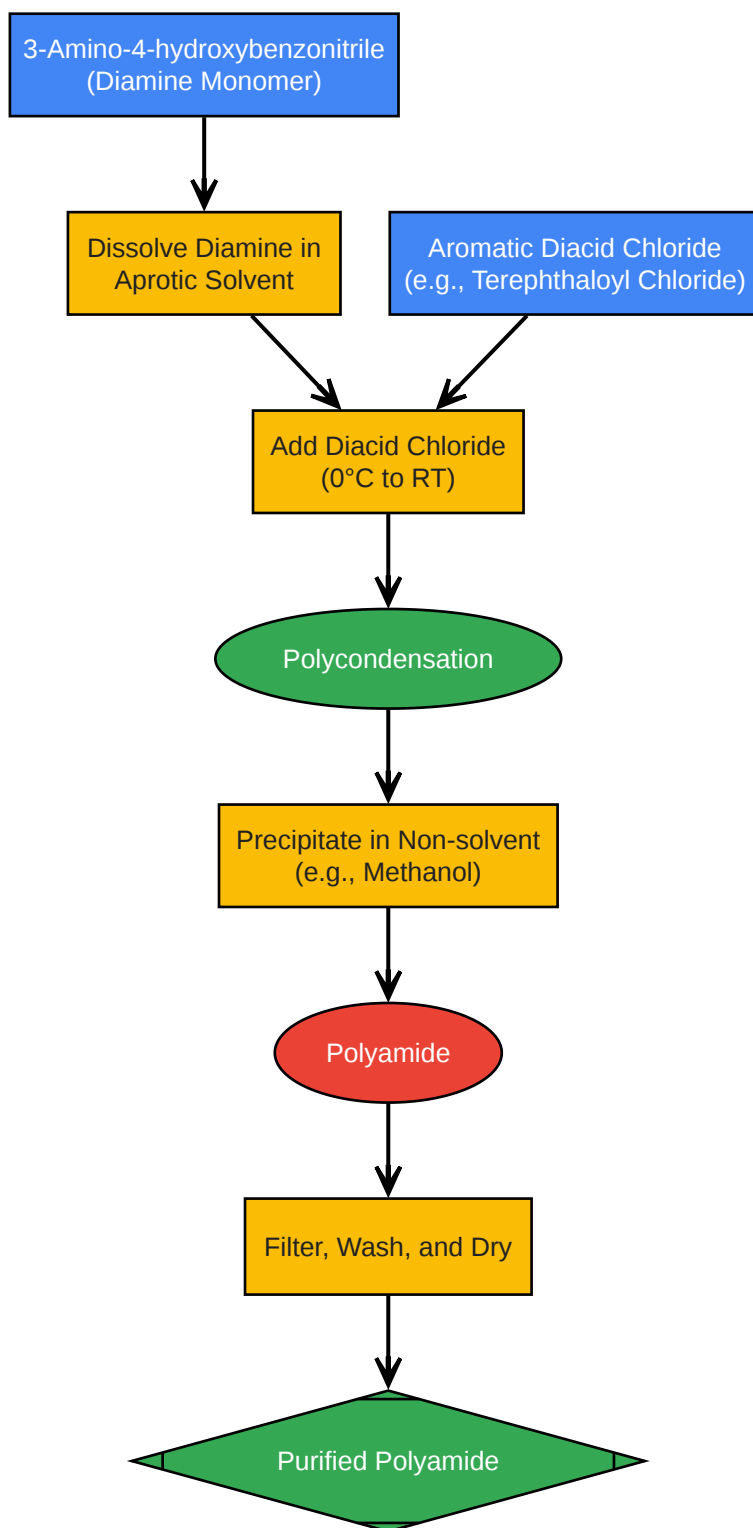 3-Amino-4-hydroxybenzonitrile
(Diamine Monomer)
Dissolve Diamine in
Aprotic Solvent
Aromatic Diacid Chloride
(e.g., Terephthaloyl Chloride)
Add Diacid Chloride
(0°C to RT)
Polycondensation
Precipitate in Non-solvent
(e.g., Methanol)
Polyamide
Filter, Wash, and Dry
Purified Polyamide